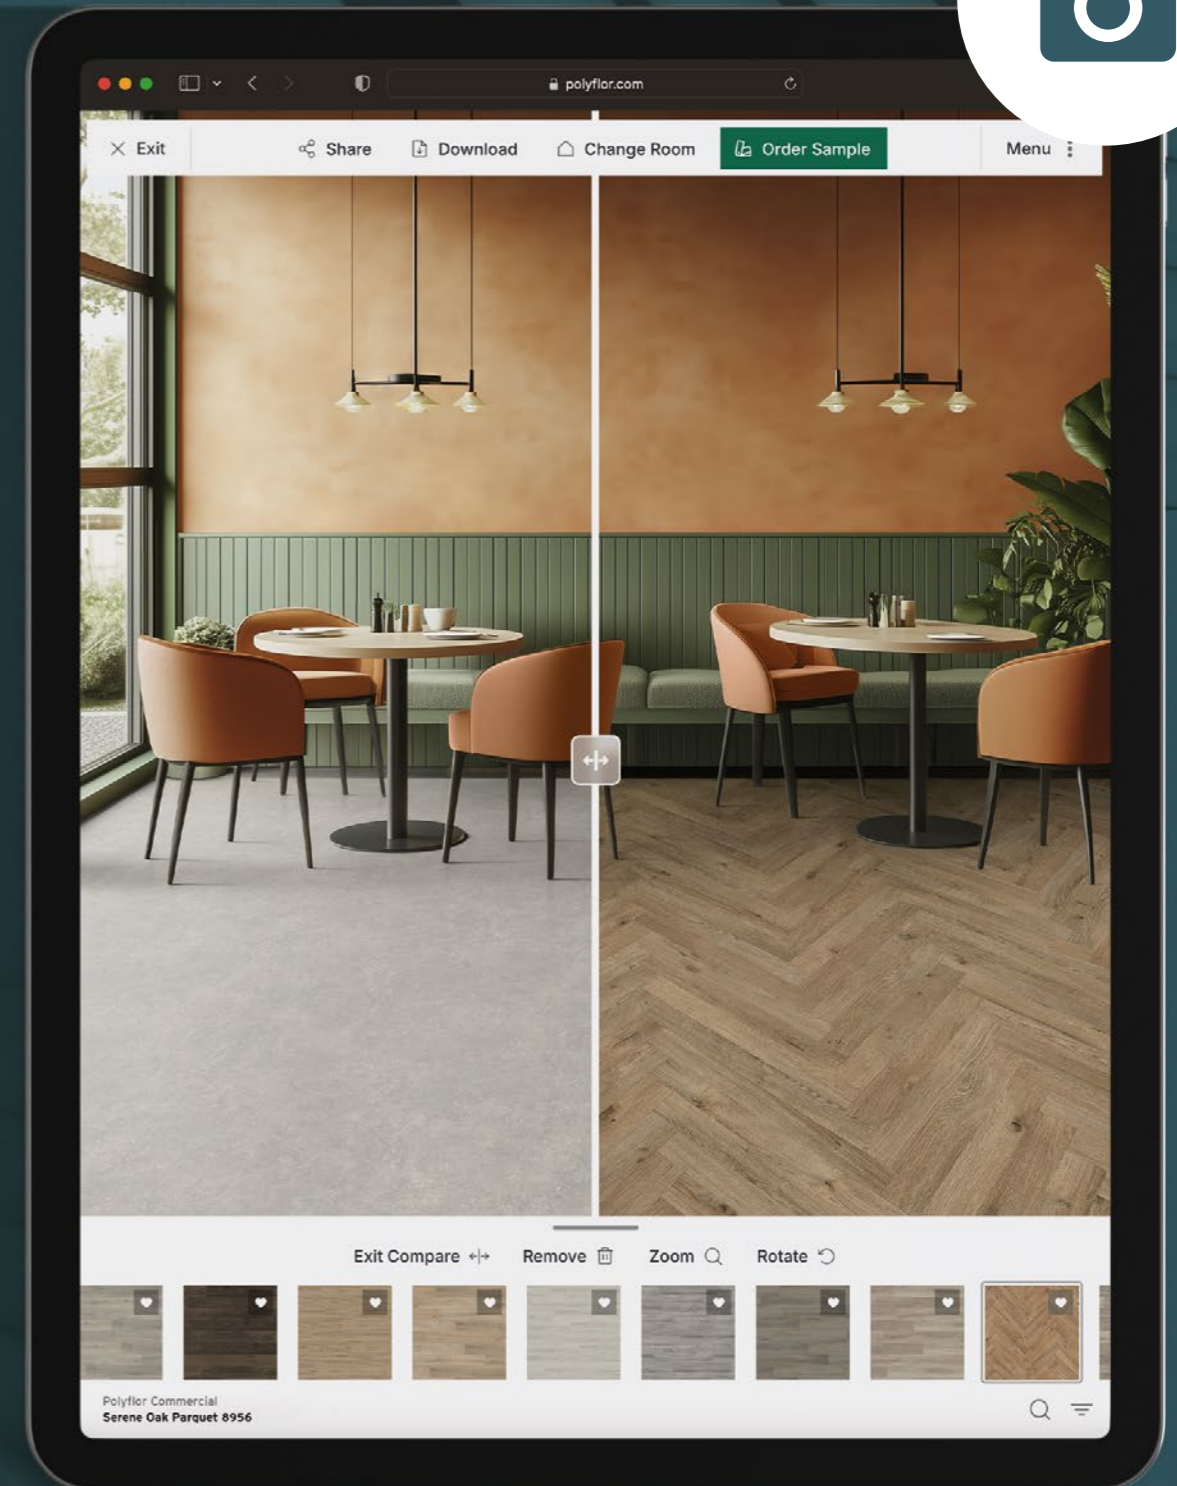 polyflor.com
Exit
Share
Download
Change Room
Order Sample
Menu
Exit Compare
Remove
Zoom
Rotate
Polyflor Commercial
Serene Oak Parquet 8956